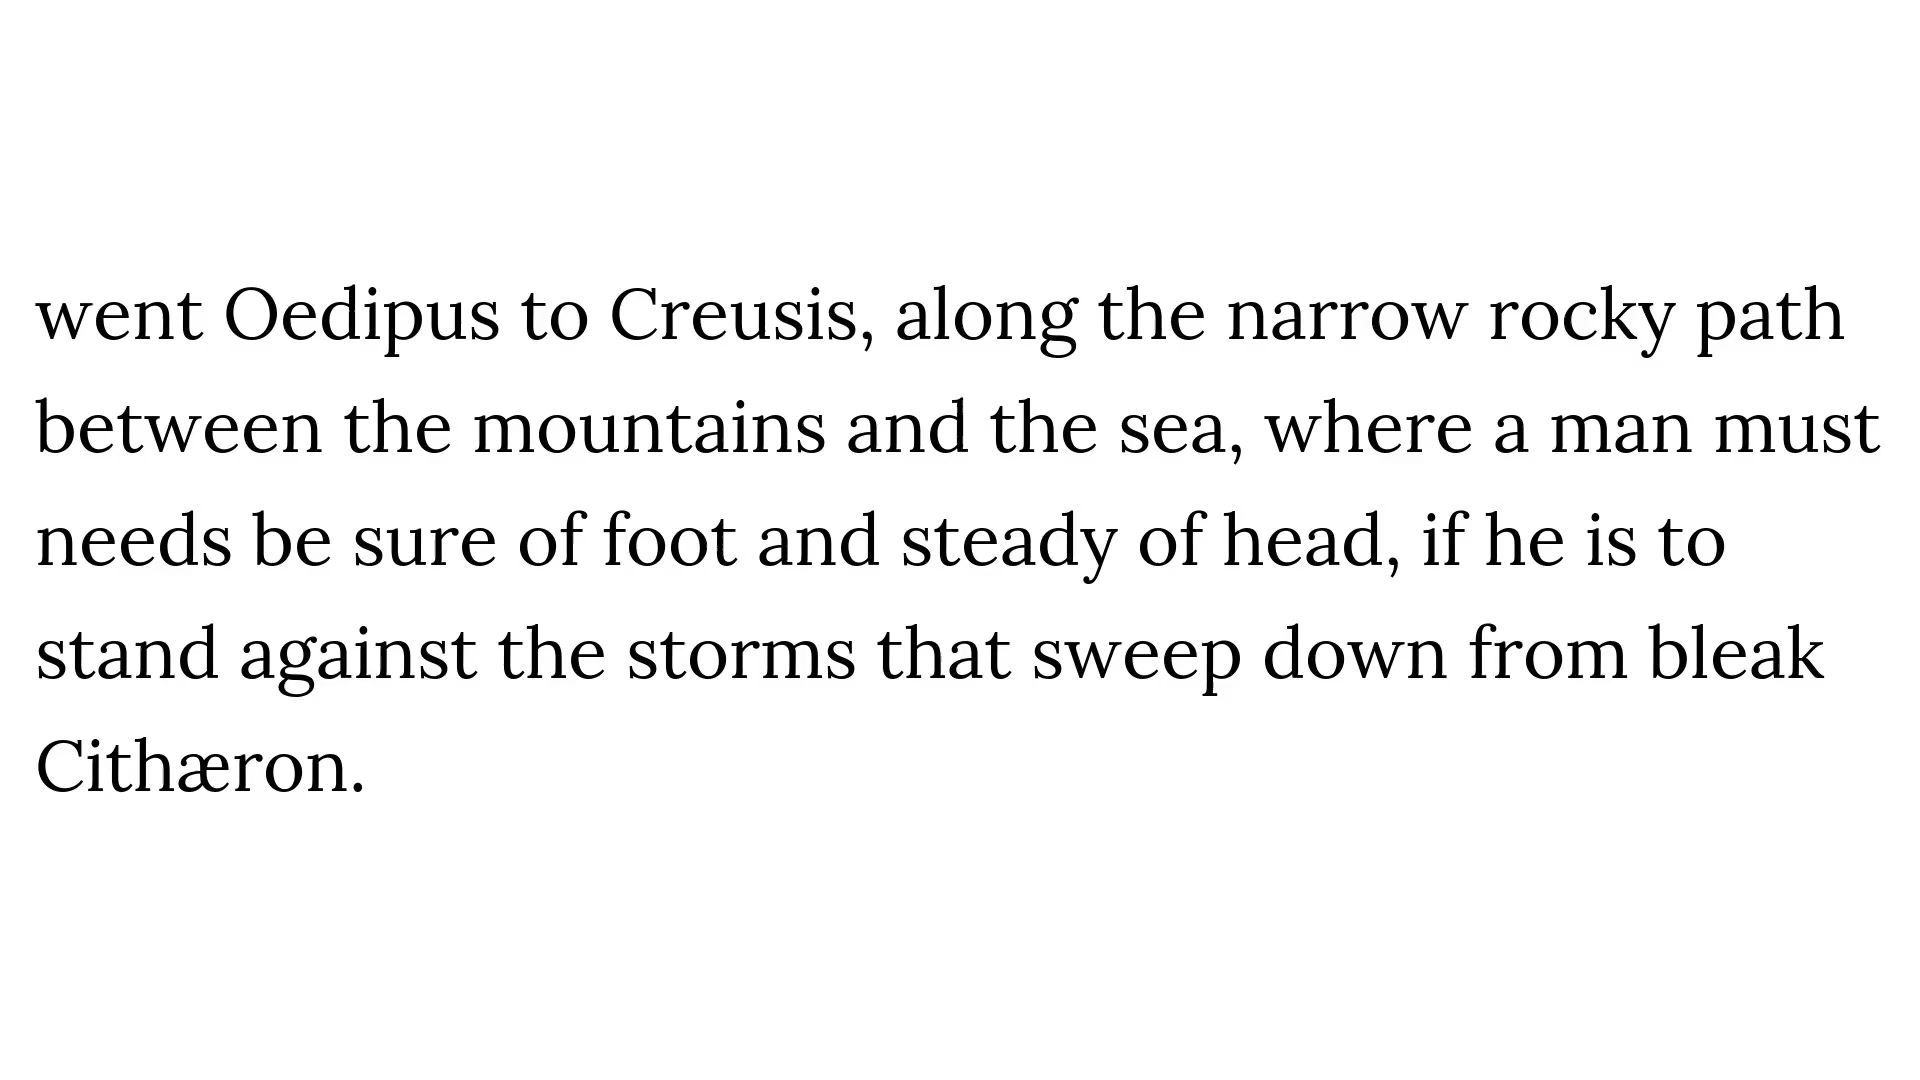 went Oedipus to Creusis, along the narrow rocky path
between the mountains and the sea, where a man must
needs be sure of foot and steady of head, if he is to
stand against the storms that sweep down from bleak
Cithæron.